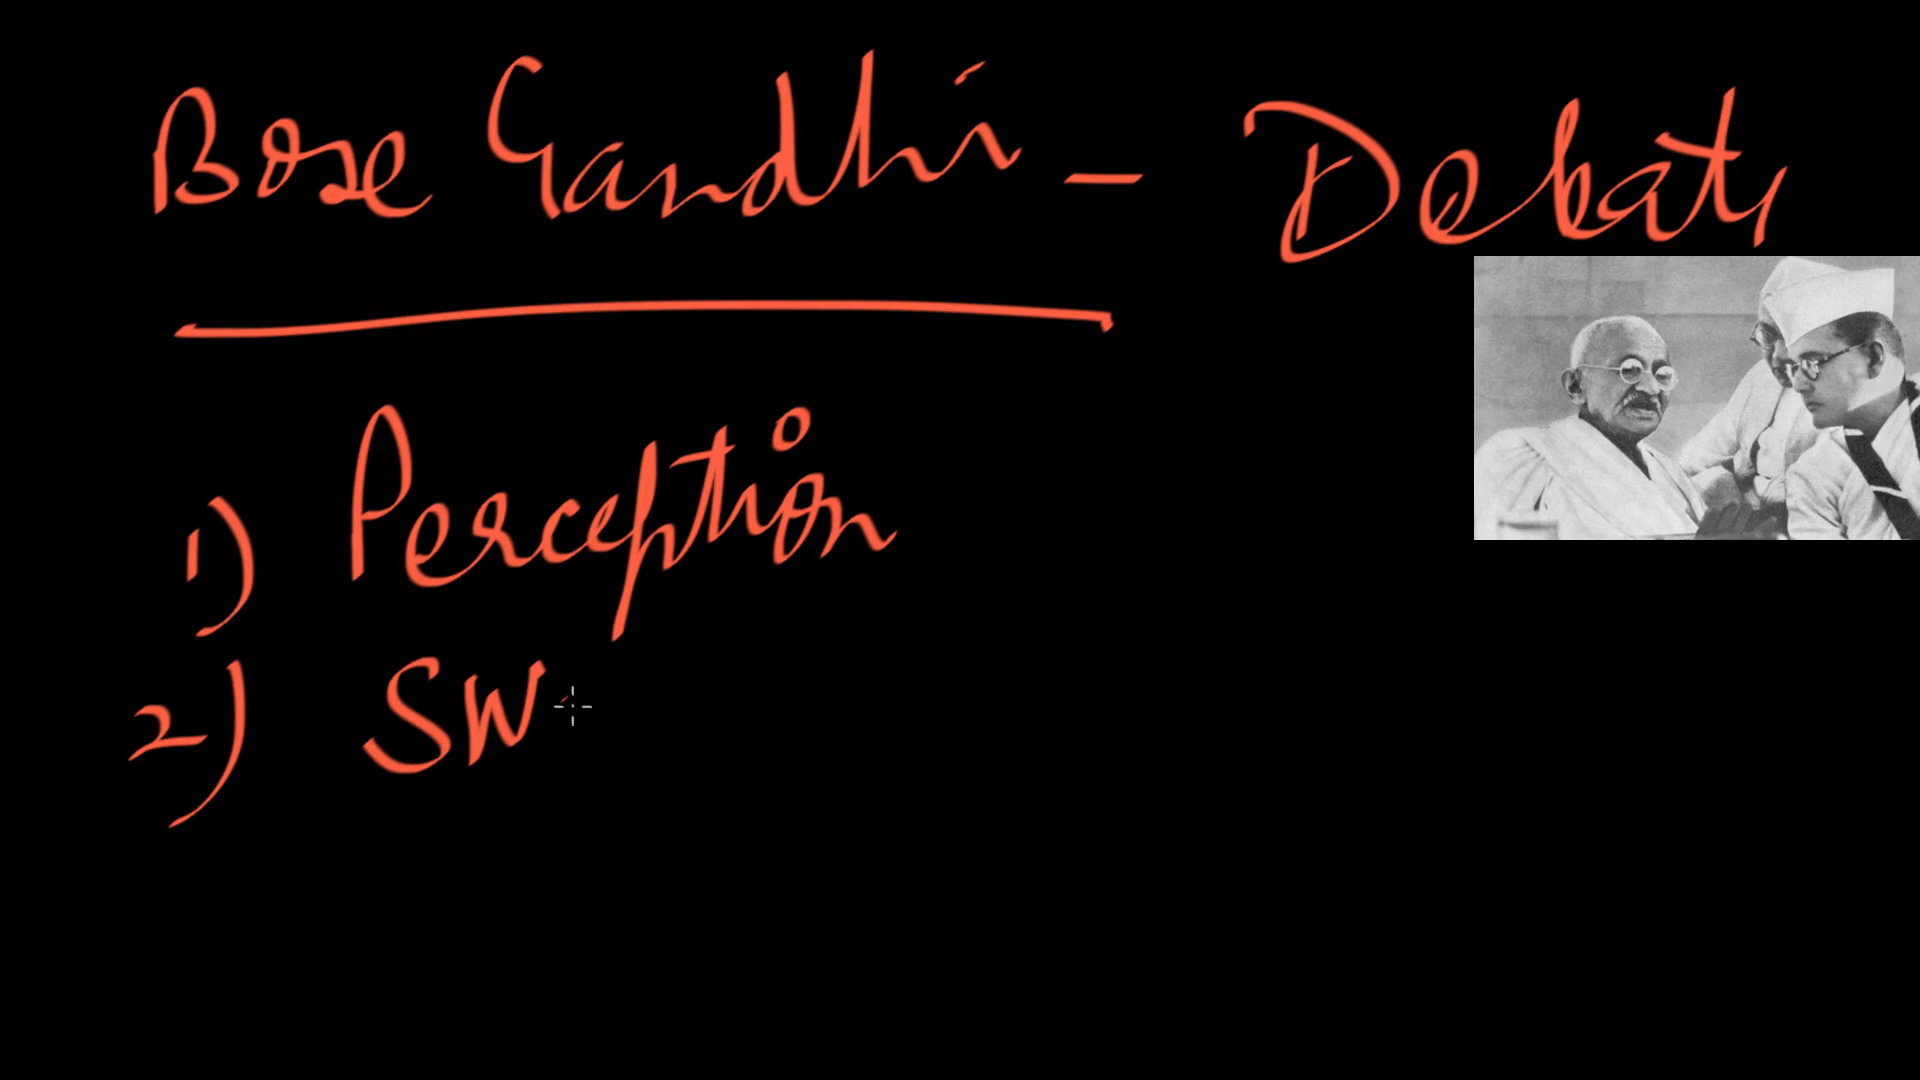 Bose Gandhi - Debate
1) Perception
2) SW